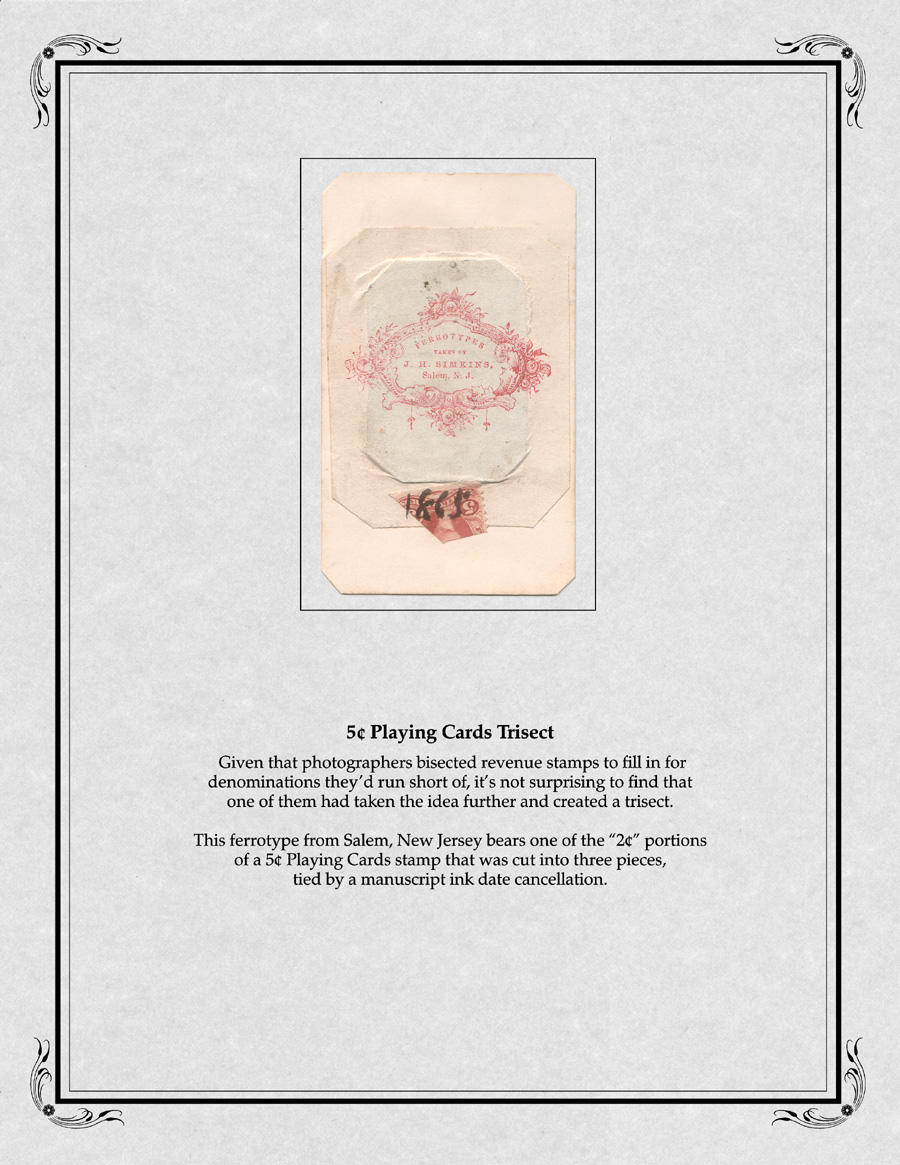 FERROTYPES
TAKEN BY
J. H. SIMKINS,
Salem, N. J.
1865.
5
5¢ Playing Cards Trisect
Given that photographers bisected revenue stamps to fill in for
denominations they’d run short of, it’s not surprising to find that
one of them had taken the idea further and created a trisect.
This ferrotype from Salem, New Jersey bears one of the “2¢” portions
of a 5¢ Playing Cards stamp that was cut into three pieces,
tied by a manuscript ink date cancellation.